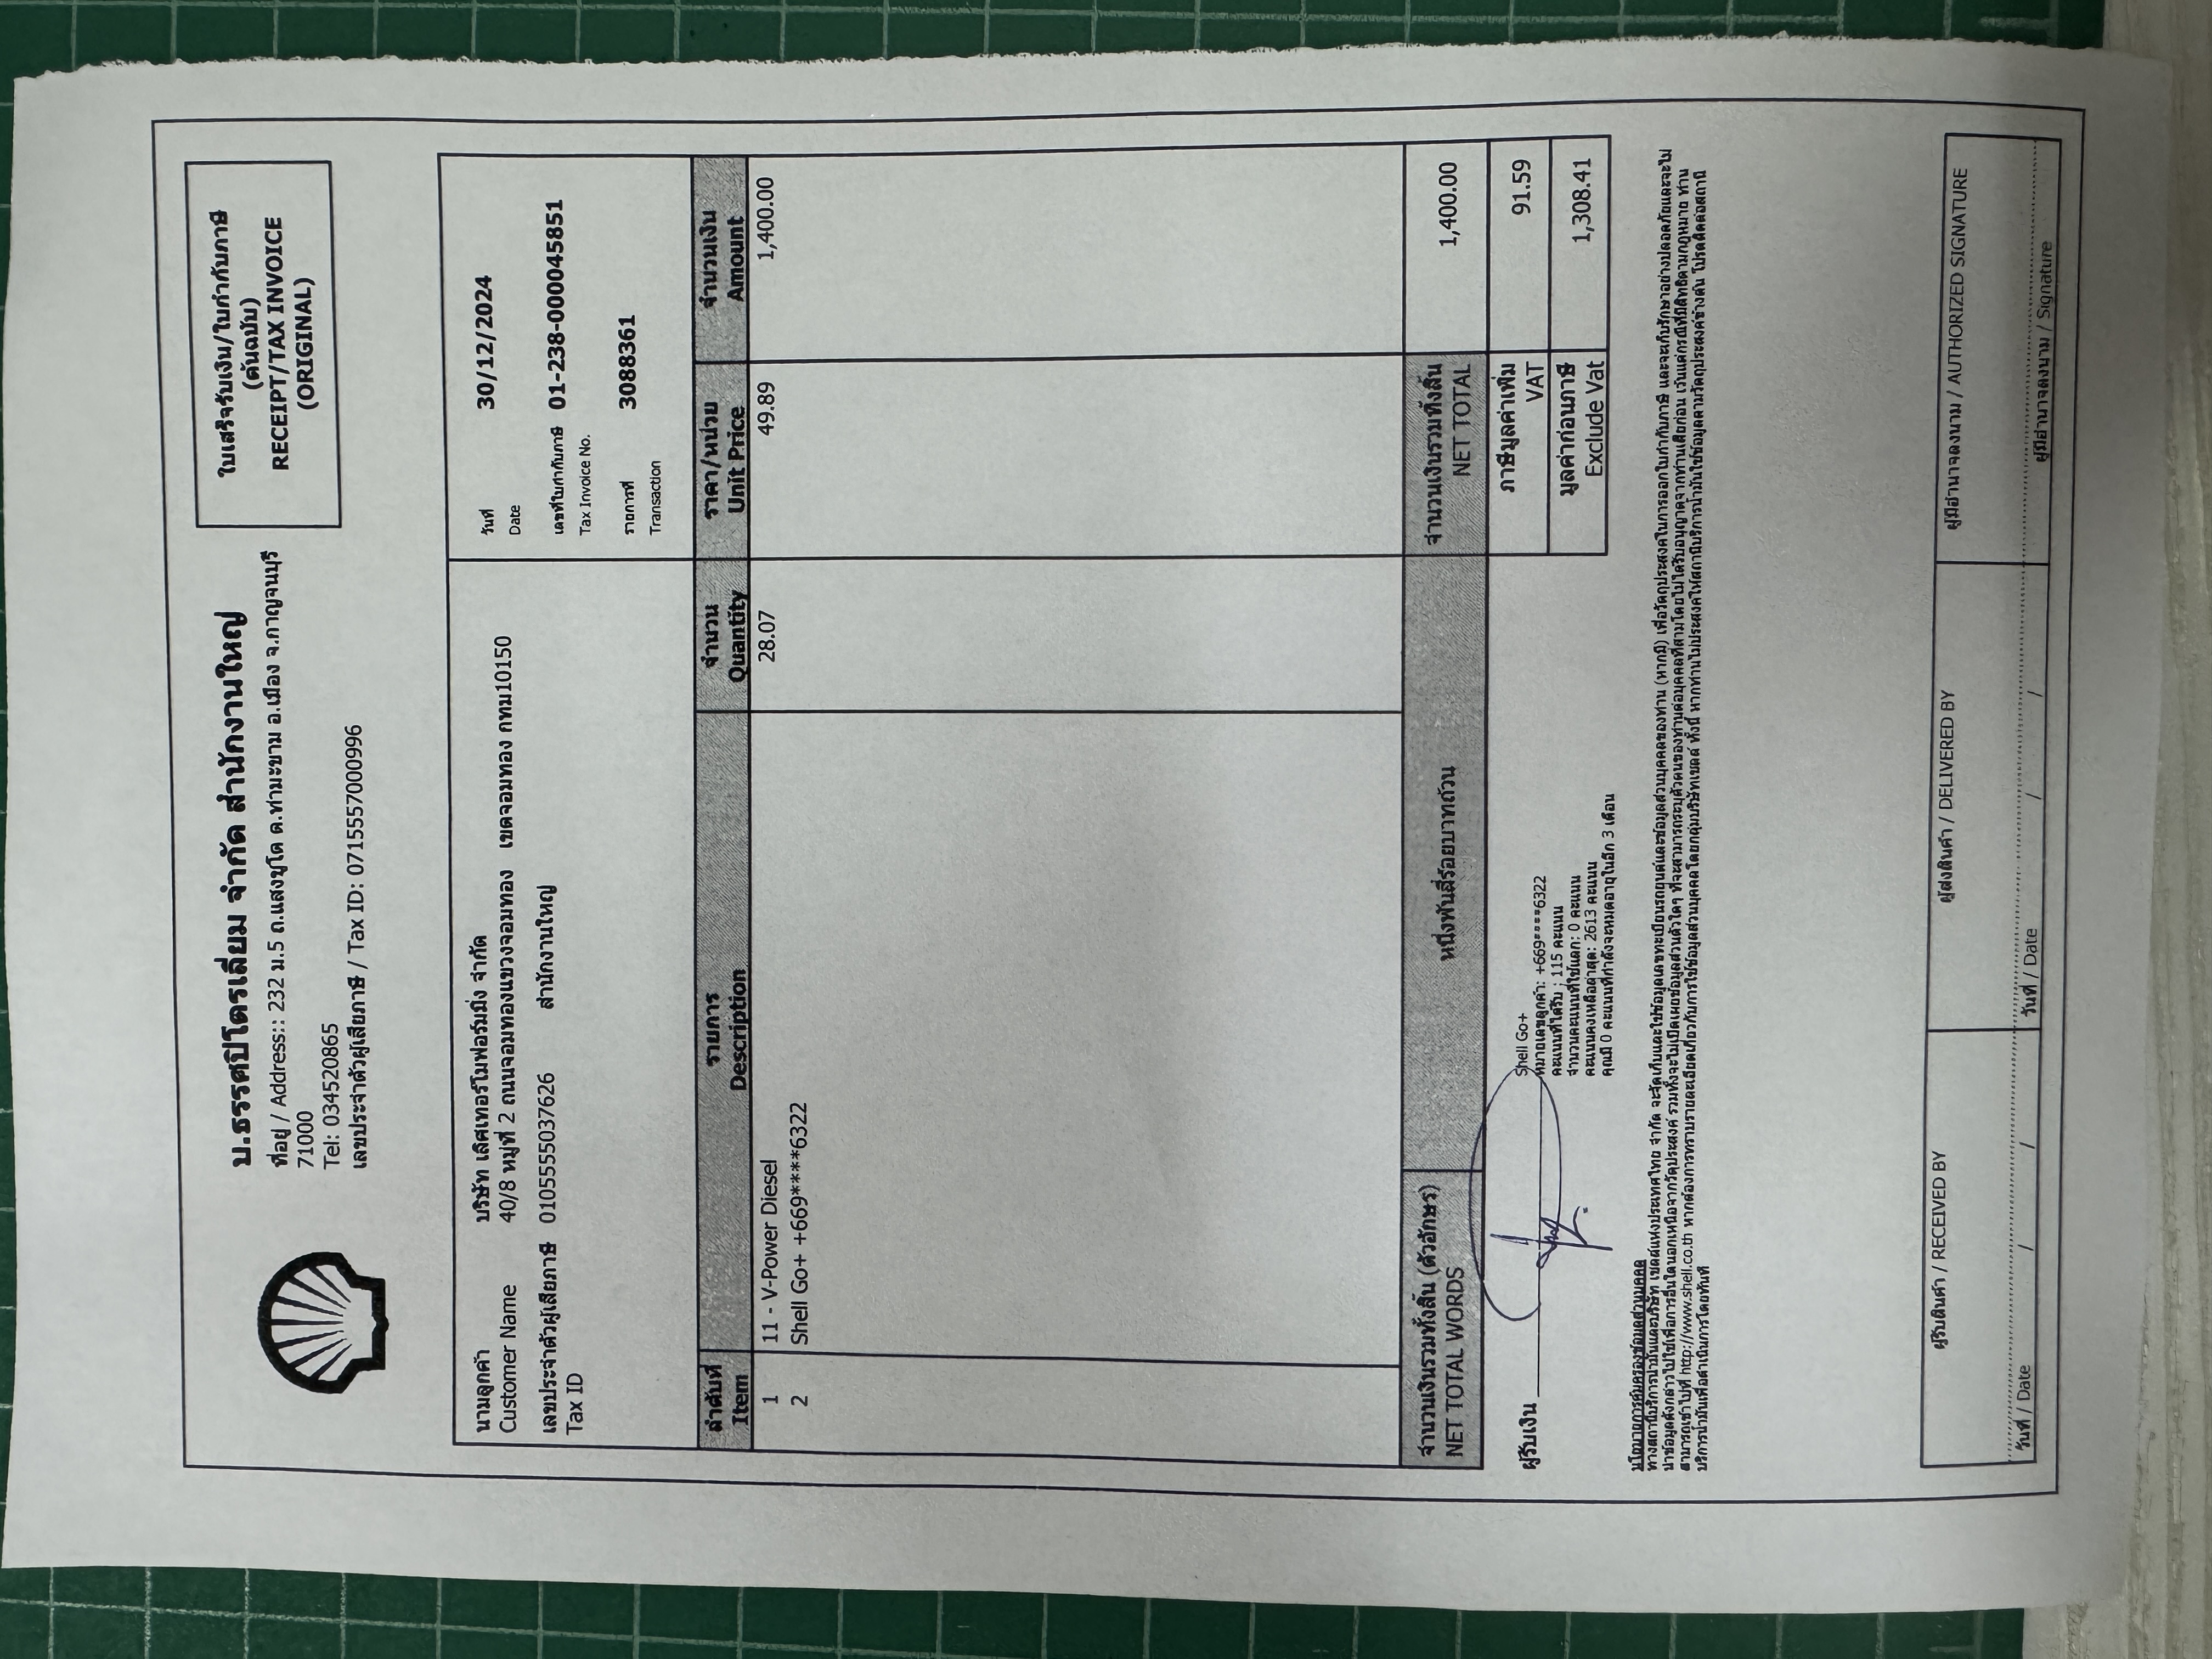 บ.ธรรศปิโตรเลี่ยม จำกัด สำนักงานใหญ่
ที่อยู่ / Address:: 232 ม.5 ถ.แสงชูโต ต.ท่ามะขาม อ.เมือง จ.กาญจนบุรี
71000
Tel: 034520865
เลขประจำตัวผู้เสียภาษี / Tax ID: 0715557000996
ใบเสร็จรับเงิน/ใบกำกับภาษี
(ต้นฉบับ)
RECEIPT/TAX INVOICE
(ORIGINAL)
นามลูกค้า บริษัท เลิศเทอร์โมฟอร์มมิ่ง จำกัด
Customer Name 40/8 หมู่ที่ 2 ถนนจอมทองแขวงจอมทอง เขตจอมทอง กทม10150
เลขประจำตัวผู้เสียภาษี 0105555037626 สำนักงานใหญ่
Tax ID
วันที่ 30/12/2024
Date
เลขที่ใบกำกับภาษี 01-238-000045851
Tax Invoice No.
รายการที่ 3088361
Transaction
ลำดับที่ รายการ จำนวน ราคา/หน่วย จำนวนเงิน
Item Description Quantity Unit Price Amount
1 11 - V-Power Diesel 28.07 49.89 1,400.00
2 Shell Go+ +669****6322
จำนวนเงินรวมทั้งสิ้น (ตัวอักษร) หนึ่งพันสี่ร้อยบาทถ้วน จำนวนเงินรวมทั้งสิ้น 1,400.00
NET TOTAL WORDS NET TOTAL
ภาษีมูลค่าเพิ่ม 91.59
VAT
มูลค่าก่อนภาษี 1,308.41
Exclude Vat
ผู้รับเงิน
Shell Go+
หมายเลขลูกค้า: +669****6322
คะแนนที่ได้รับ : 115 คะแนน
จำนวนคะแนนที่ใช้แลก: 0 คะแนน
คะแนนคงเหลือล่าสุด: 2613 คะแนน
คุณมี 0 คะแนนที่กำลังจะหมดอายุในอีก 3 เดือน
นโยบายการคุ้มครองข้อมูลส่วนบุคคล
ทางสถานีบริการน้ำมันและบริษัท เชลล์แห่งประเทศไทย จำกัด จะจัดเก็บและใช้ข้อมูลเลขทะเบียนรถยนต์และข้อมูลส่วนบุคคลของท่าน (หากมี) เพื่อวัตถุประสงค์ในการออกใบกำกับภาษี และจะเก็บรักษาอย่างปลอดภัยและจะไม่
นำข้อมูลดังกล่าวไปใช้เพื่อการอื่นใดนอกเหนือจากวัตถุประสงค์ รวมทั้งจะไม่เปิดเผยข้อมูลส่วนตัวใดๆ ที่จะสามารถระบุตัวตนของท่านต่อบุคคลที่สามโดยไม่ได้รับอนุญาตจากท่านเสียก่อน เว้นแต่กรณีที่มีสิทธิตามกฎหมาย ท่าน
สามารถเข้าไปที่ http://www.shell.co.th หากต้องการทราบรายละเอียดเกี่ยวกับการใช้ข้อมูลส่วนบุคคลโดยกลุ่มบริษัทเชลล์ ทั้งนี้ หากท่านไม่ประสงค์ให้สถานีบริการน้ำมันใช้ข้อมูลตามวัตถุประสงค์ข้างต้น โปรดติดต่อสถานี
บริการน้ำมันเพื่อดำเนินการโดยทันที
ผู้รับสินค้า / RECEIVED BY
ผู้ส่งสินค้า / DELIVERED BY
ผู้มีอำนาจลงนาม / AUTHORIZED SIGNATURE
วันที่ / Date / /
วันที่ / Date / /
ผู้มีอำนาจลงนาม / Signature